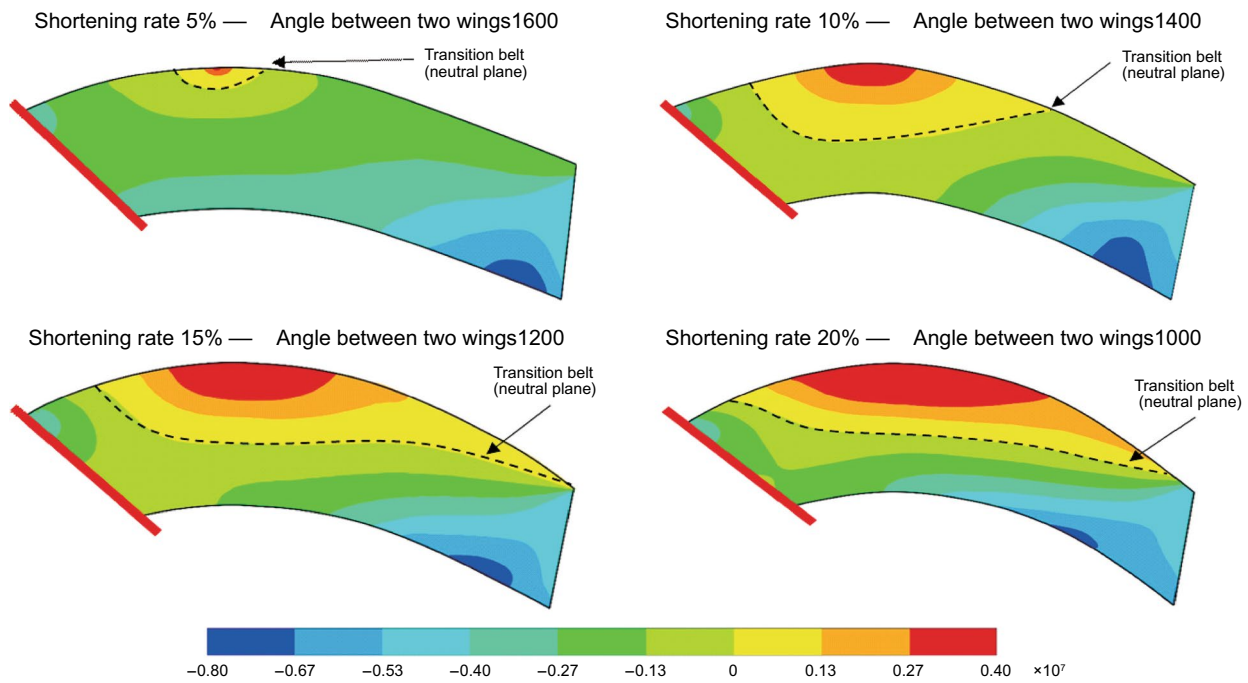 Shortening rate 5% — Angle between two wings1600
Transition belt
(neutral plane)
Shortening rate 10% — Angle between two wings1400
Transition belt
(neutral plane)
Shortening rate 15% — Angle between two wings1200
Transition belt
(neutral plane)
Shortening rate 20% — Angle between two wings1000
Transition belt
(neutral plane)
−0.80 −0.67 −0.53 −0.40 −0.27 −0.13 0 0.13 0.27 0.40 ×10⁷